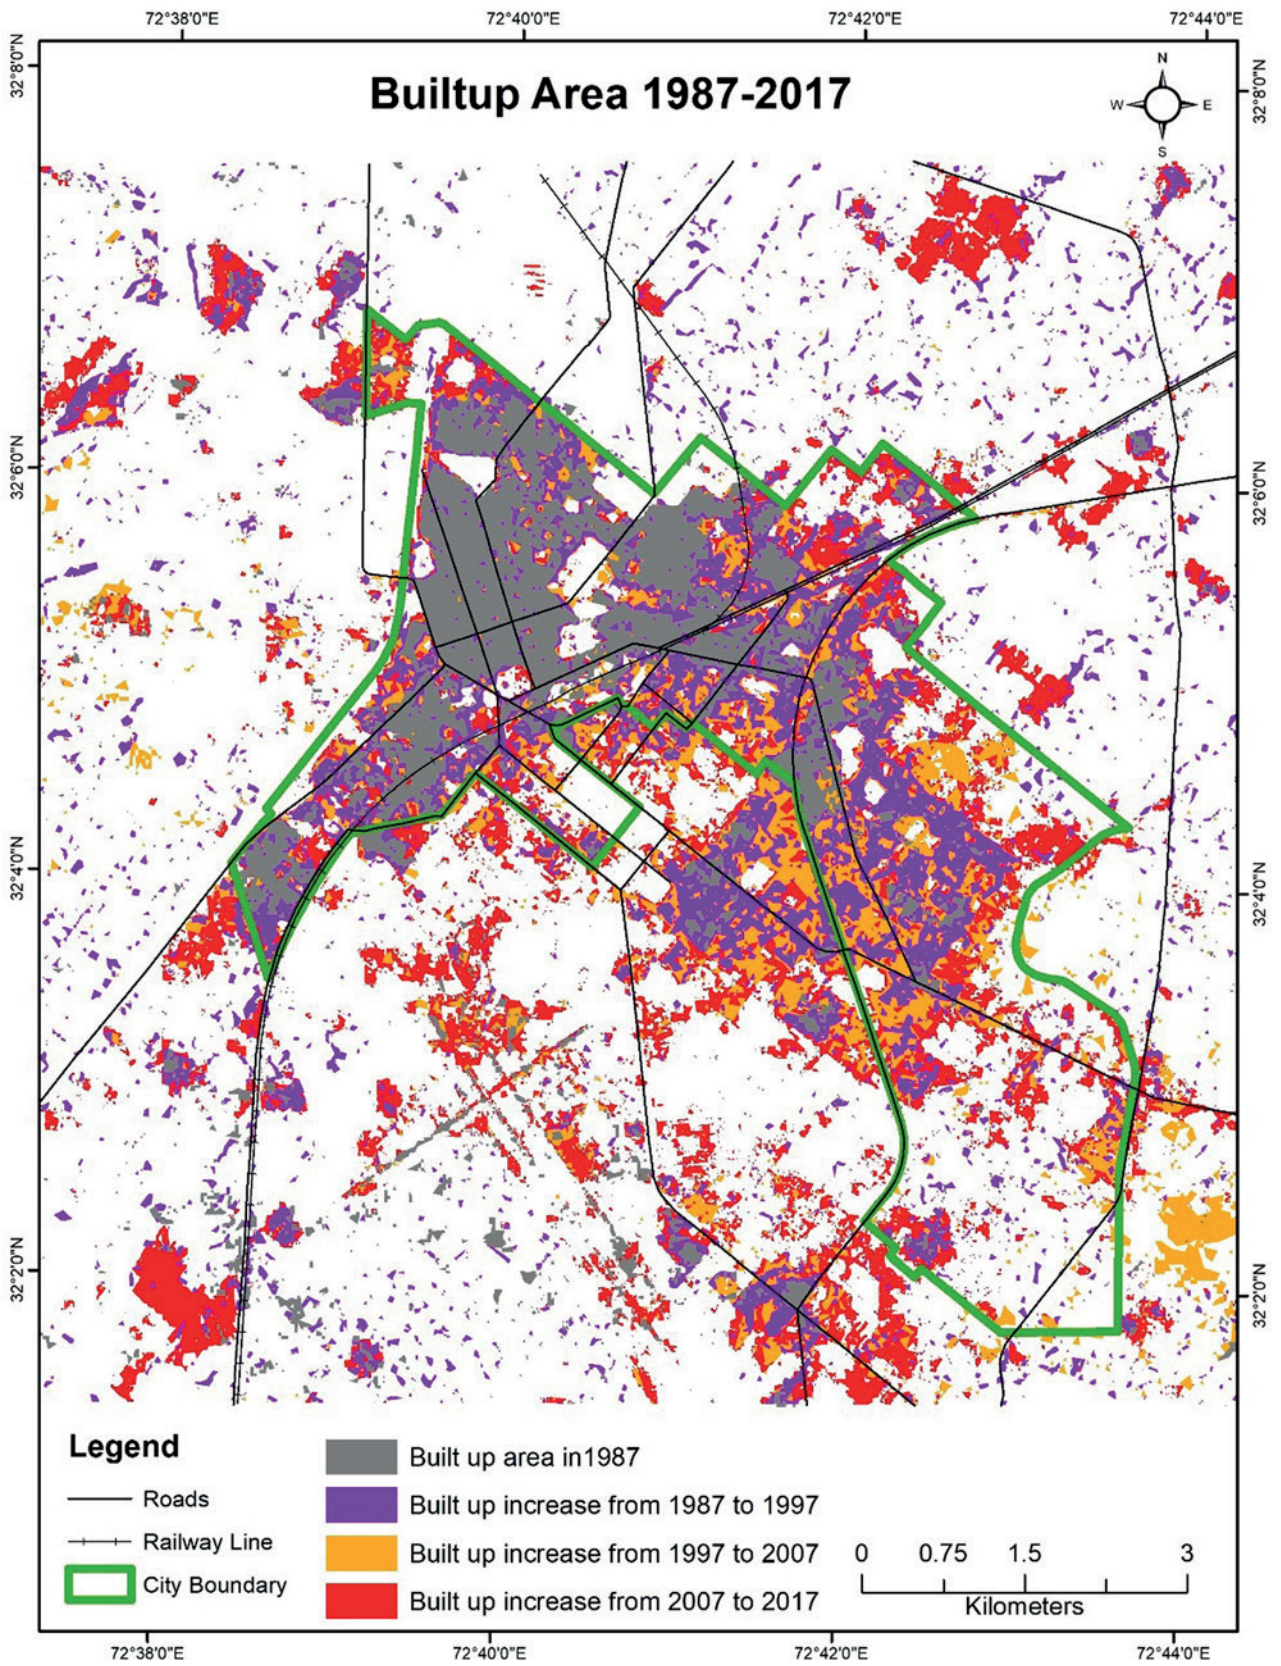 72°38'0"E 72°40'0"E 72°42'0"E 72°44'0"E
32°8'0"N
32°8'0"N
Builtup Area 1987-2017
N
W E
S
32°6'0"N
32°6'0"N
32°4'0"N
32°4'0"N
32°2'0"N
32°2'0"N
Legend
Roads
Railway Line
City Boundary
Built up area in1987
Built up increase from 1987 to 1997
Built up increase from 1997 to 2007
Built up increase from 2007 to 2017
0 0.75 1.5 3
Kilometers
72°38'0"E 72°40'0"E 72°42'0"E 72°44'0"E